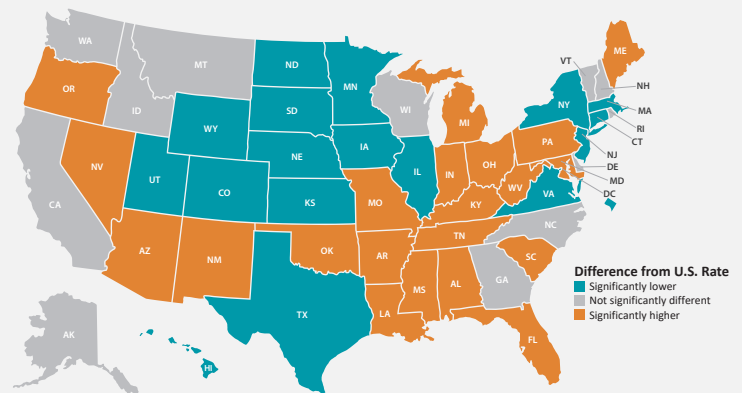 WA
MT
ND
MN
ME
VT
NH
OR
ID
SD
WI
NY
MA
MI
RI
CT
WY
NE
IA
PA
NJ
NV
IL
IN
OH
DE
UT
CO
KS
MO
WV
MD
CA
KY
VA
DC
AZ
NM
OK
AR
TN
NC
SC
TX
LA
MS
AL
GA
FL
AK
HI
Difference from U.S. Rate
Significantly lower
Not significantly different
Significantly higher